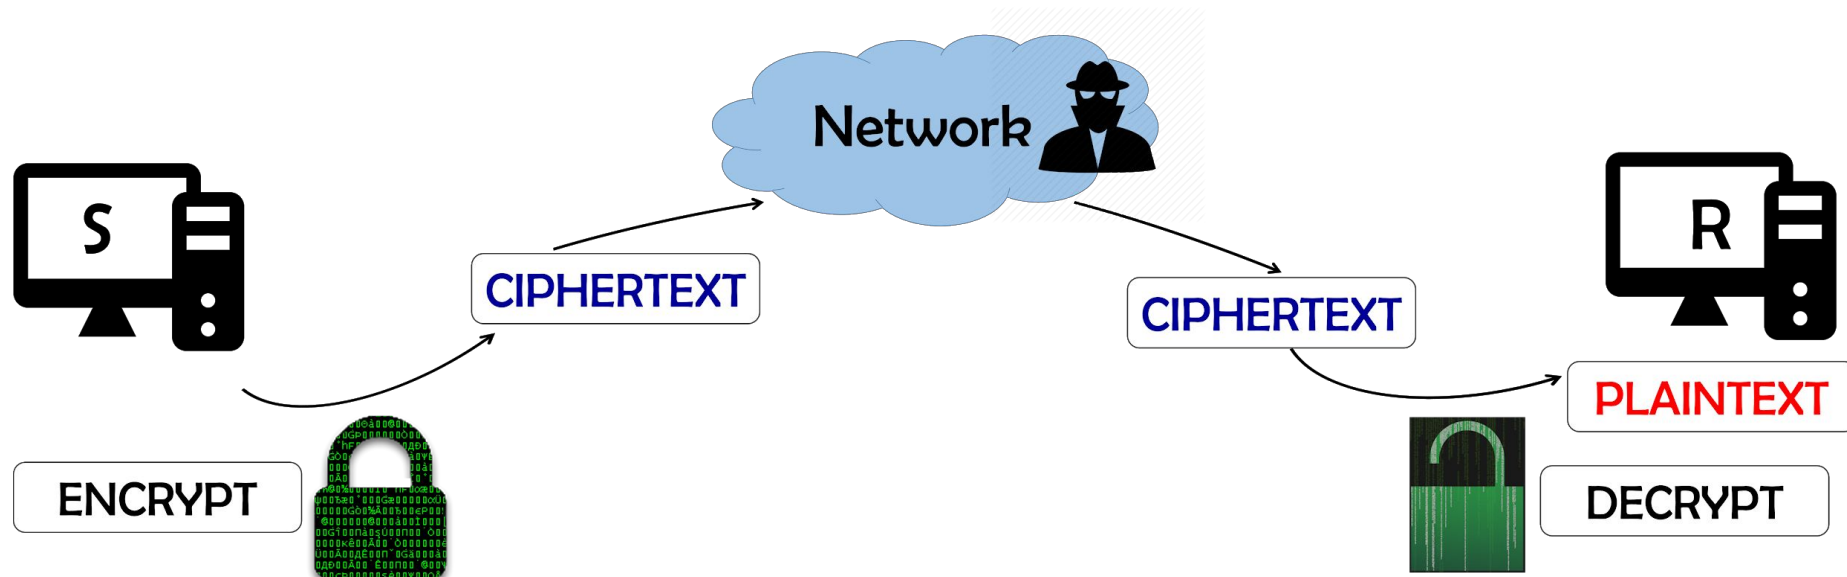 Network
S
R
CIPHERTEXT
CIPHERTEXT
PLAINTEXT
ENCRYPT
DECRYPT